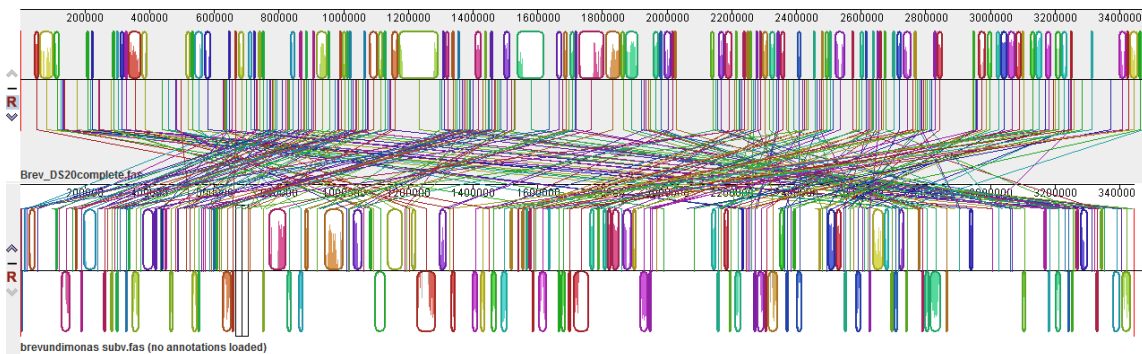 200000 400000 600000 800000 1000000 1200000 1400000 1600000 1800000 2000000 2200000 2400000 2600000 2800000 3000000 3200000 3400000
R
Brev_DS20complete.fas
200000 1400000 1600000 3200000 340000
R
brevundimonas subv.fas (no annotations loaded)